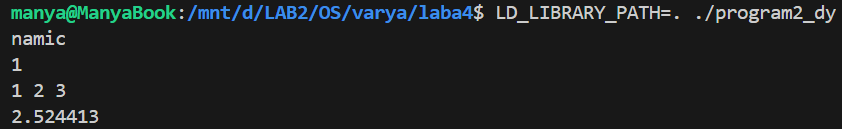 manya@ManyaBook:/mnt/d/LAB2/OS/varya/laba4$ LD_LIBRARY_PATH=. ./program2_dy
namic
1
1 2 3
2.524413